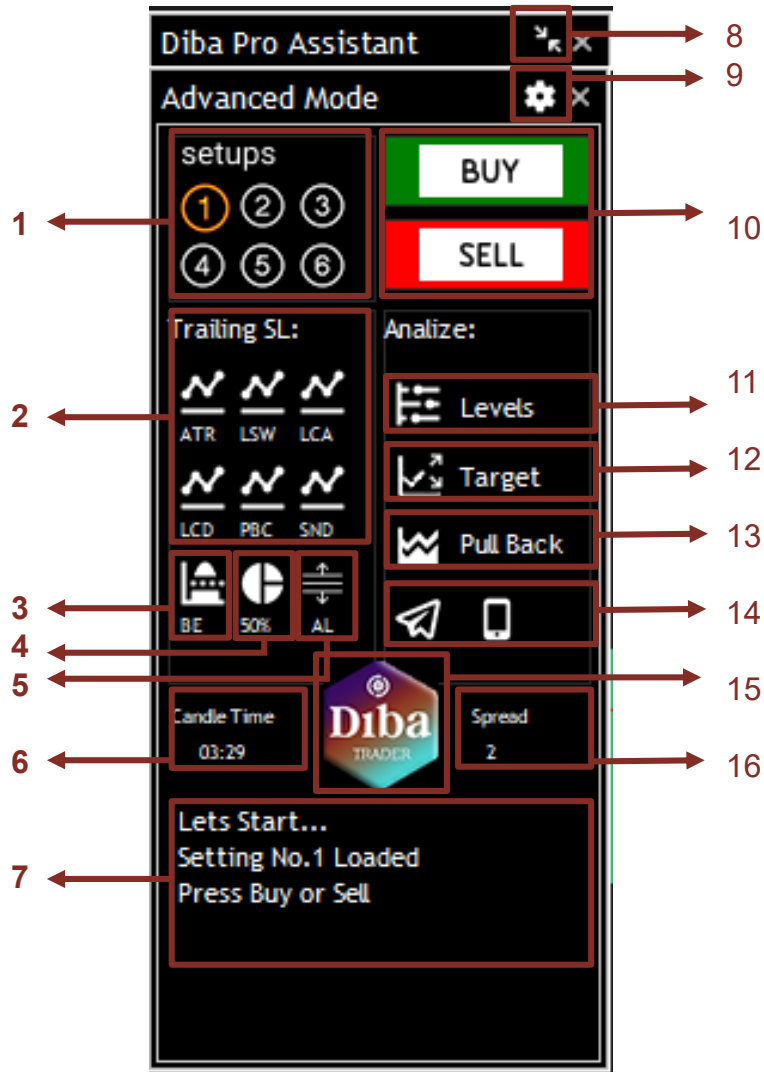 Diba Pro Assistant
8
Advanced Mode
9
setups
1 2 3
4 5 6
1
BUY
SELL
10
Trailing SL:
ATR LSW LCA
LCD PBC SND
2
Analize:
Levels
11
Target
12
Pull Back
13
BE
3
50%
4
AL
5
14
Candle Time
03:29
6
Diba
TRADER
15
Spread
2
16
Lets Start...
Setting No.1 Loaded
Press Buy or Sell
7